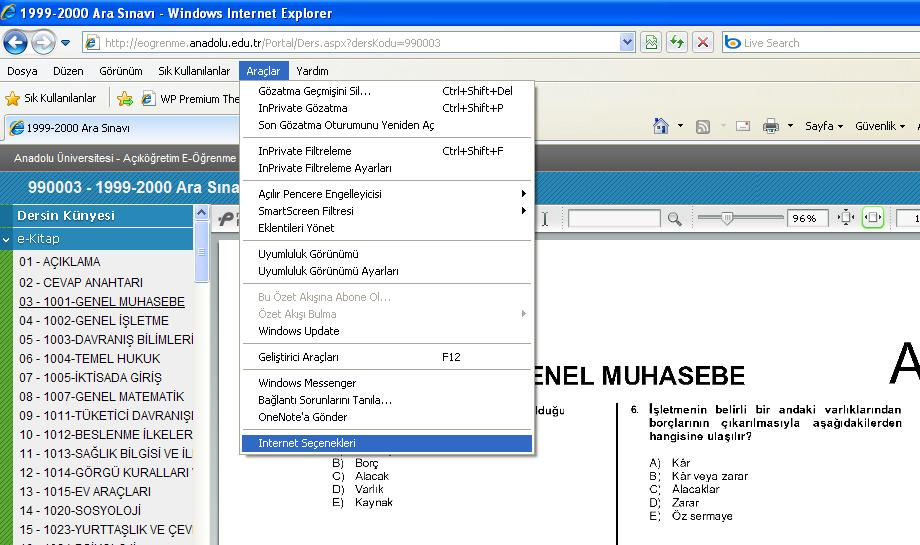 1999-2000 Ara Sınavı - Windows Internet Explorer
http://eogrenme.anadolu.edu.tr/Portal/Ders.aspx?dersKodu=990003
Live Search
Dosya Düzen Görünüm Sık Kullanılanlar Araçlar Yardım
Sık Kullanılanlar WP Premium The
1999-2000 Ara Sınavı
Sayfa Güvenlik
Anadolu Üniversitesi - Açıköğretim E-Öğrenme
990003 - 1999-2000 Ara Sına
Dersin Künyesi
e-Kitap
01 - AÇIKLAMA
02 - CEVAP ANAHTARI
03 - 1001-GENEL MUHASEBE
04 - 1002-GENEL İŞLETME
05 - 1003-DAVRANIŞ BİLİMLERİ
06 - 1004-TEMEL HUKUK
07 - 1005-İKTİSADA GİRİŞ
08 - 1007-GENEL MATEMATİK
09 - 1011-TÜKETİCİ DAVRANIŞI
10 - 1012-BESLENME İLKELER
11 - 1013-SAĞLIK BİLGİSİ VE İL
12 - 1014-GÖRGÜ KURALLARI
13 - 1015-EV ARAÇLARI
14 - 1020-SOSYOLOJİ
15 - 1023-YURTTAŞLIK VE ÇEV
Gözatma Geçmişini Sil... Ctrl+Shift+Del
InPrivate Gözatma Ctrl+Shift+P
Son Gözatma Oturumunu Yeniden Aç
InPrivate Filtreleme Ctrl+Shift+F
InPrivate Filtreleme Ayarları
Açılır Pencere Engelleyicisi
SmartScreen Filtresi
Eklentileri Yönet
Uyumluluk Görünümü
Uyumluluk Görünümü Ayarları
Bu Özet Akışına Abone Ol...
Özet Akışı Bulma
Windows Update
Geliştirici Araçları F12
Windows Messenger
Bağlantı Sorunlarını Tanıla...
OneNote'a Gönder
Internet Seçenekleri
96%
1
A
ENEL MUHASEBE
olduğu
B) Borç
C) Alacak
D) Varlık
E) Kaynak
6. İşletmenin belirli bir andaki varlıklarından
borçlarının çıkarılmasıyla aşağıdakilerden
hangisine ulaşılır?
A) Kâr
B) Kâr veya zarar
C) Alacaklar
D) Zarar
E) Öz sermaye